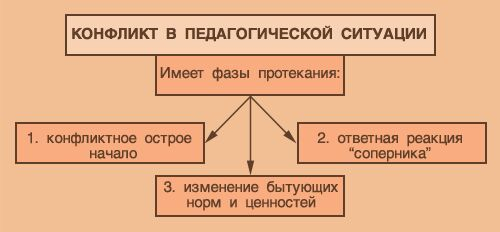 КОНФЛИКТ В ПЕДАГОГИЧЕСКОЙ СИТУАЦИИ
Имеет фазы протекания:
1. конфликтное острое
начало
2. ответная реакция
“соперника”
3. изменение бытующих
норм и ценностей